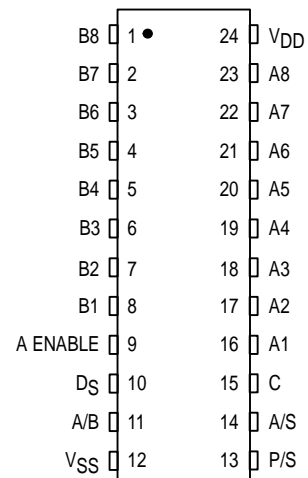 B8 1 24 VDD
B7 2 23 A8
B6 3 22 A7
B5 4 21 A6
B4 5 20 A5
B3 6 19 A4
B2 7 18 A3
B1 8 17 A2
A ENABLE 9 16 A1
DS 10 15 C
A/B 11 14 A/S
VSS 12 13 P/S